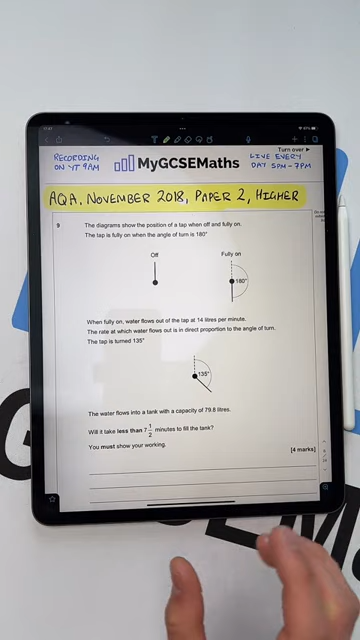 Turn over ▶
RECORDING
ON YT 9AM
MyGCSEMaths
LIVE EVERY
DAY 5PM-7PM
AQA, NOVEMBER 2018, PAPER 2, HIGHER
9
The diagrams show the position of a tap when off and fully on.
The tap is fully on when the angle of turn is 180°
Off
Fully on
180°
When fully on, water flows out of the tap at 14 litres per minute.
The rate at which water flows out is in direct proportion to the angle of turn.
The tap is turned 135°
135°
The water flows into a tank with a capacity of 79.8 litres.
Will it take less than 7 1/2 minutes to fill the tank?
You must show your working.
[4 marks]